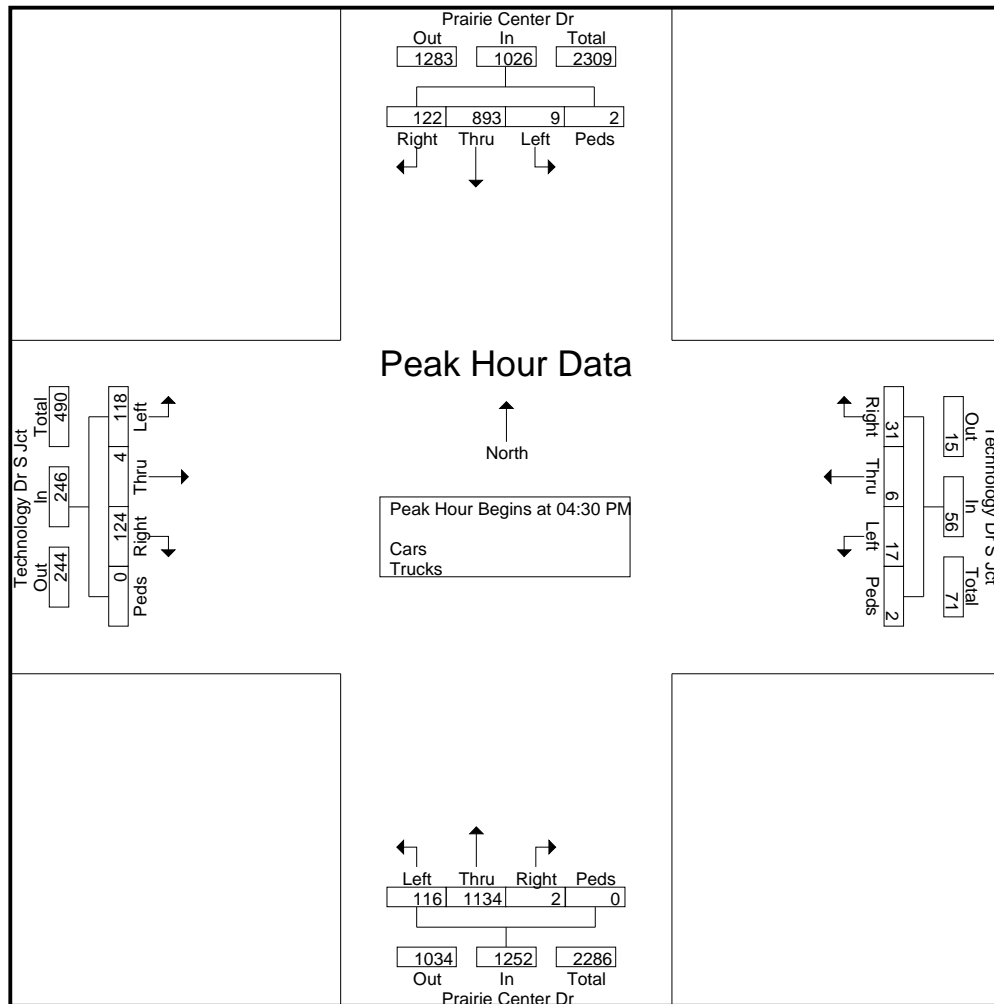 Prairie Center Dr
Out In Total
1283 1026 2309
122 893 9 2
Right Thru Left Peds
Peak Hour Data
North
Peak Hour Begins at 04:30 PM
Cars
Trucks
Technology Dr S Jct
Out In Total
244 246 490
Left Thru Right Peds
118 4 124 0
Technology Dr S Jct
Out In Total
15 56 71
31 6 17 2
Right Thru Left Peds
Left Thru Right Peds
116 1134 2 0
1034 1252 2286
Out In Total
Prairie Center Dr